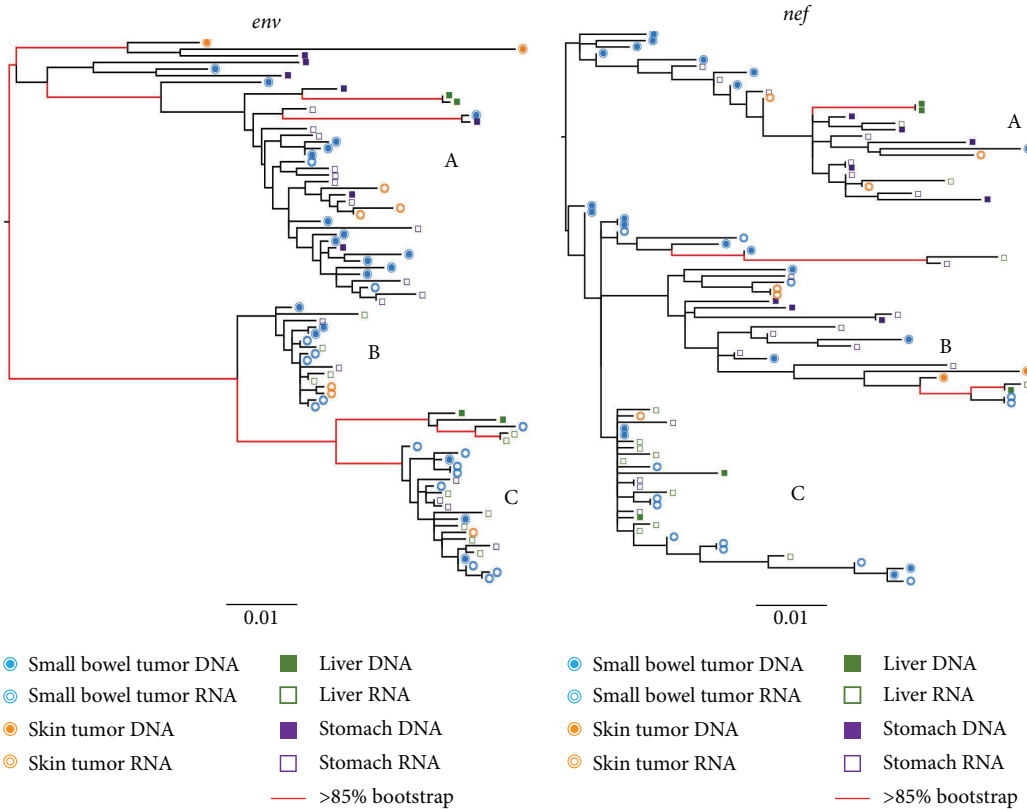 env
nef
A
A
B
B
C
C
0.01
0.01
Small bowel tumor DNA
Liver DNA
Small bowel tumor RNA
Liver RNA
Skin tumor DNA
Stomach DNA
Skin tumor RNA
Stomach RNA
>85% bootstrap
Small bowel tumor DNA
Liver DNA
Small bowel tumor RNA
Liver RNA
Skin tumor DNA
Stomach DNA
Skin tumor RNA
Stomach RNA
>85% bootstrap